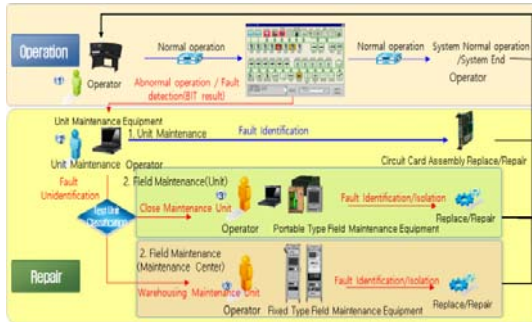 Operation
Operator
Normal operation
Normal operation
System Normal operation
/System End
Operator
Abnormal operation / Fault
detection(BIT result)
Unit Maintenance Equipment
1. Unit Maintenance
Fault Identification
Unit Maintenance Operator
Circuit Card Assembly Replace/Repair
Fault
Unidentification
2. Field Maintenance(Unit)
Test Unit
Classification
Close Maintenance Unit
Fault Identification/Isolation
Operator
Portable Type Field Maintenance Equipment
Replace/Repair
2. Field Maintenance
(Maintenance Center)
Repair
Warehousing Maintenance Unit
Fault Identification/Isolation
Operator
Fixed Type Field Maintenance Equipment
Replace/Repair